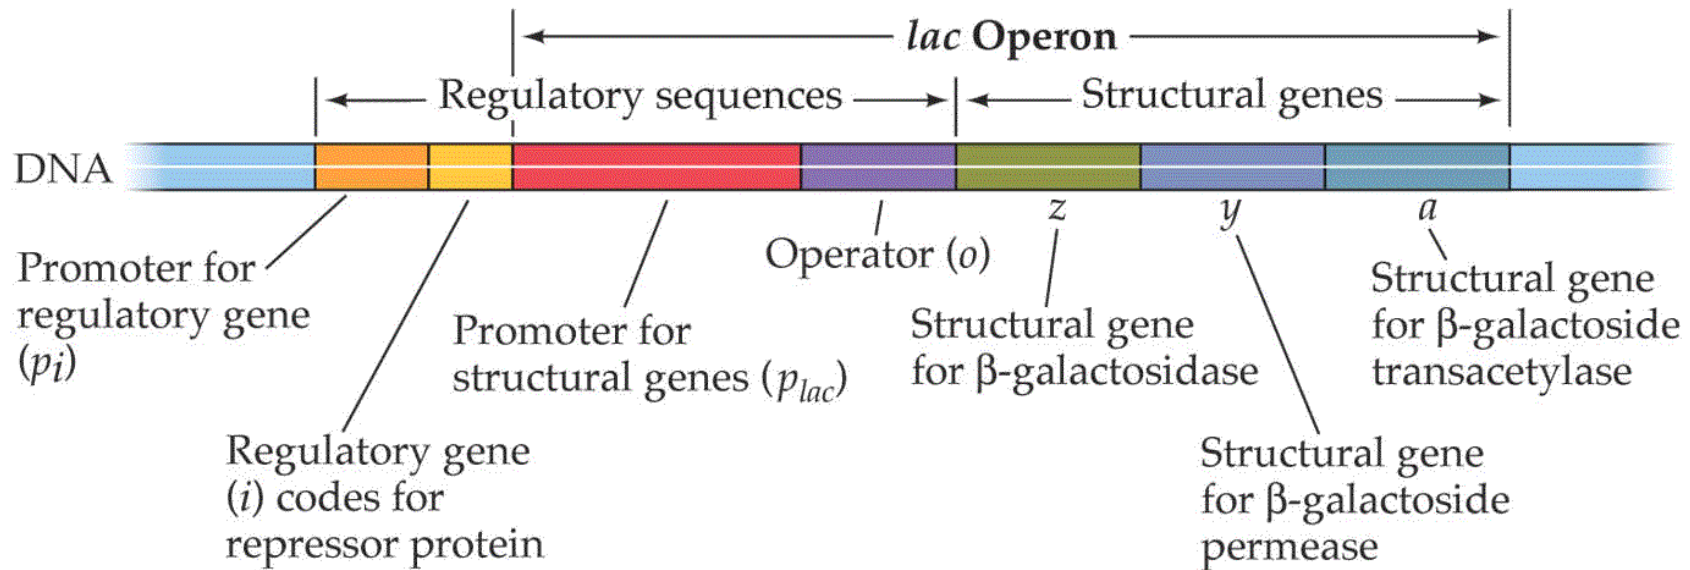 lac Operon
Regulatory sequences
Structural genes
DNA
z
y
a
Promoter for
regulatory gene
(pi)
Regulatory gene
(i) codes for
repressor protein
Promoter for
structural genes (plac)
Operator (o)
Structural gene
for β-galactosidase
Structural gene
for β-galactoside
permease
Structural gene
for β-galactoside
transacetylase